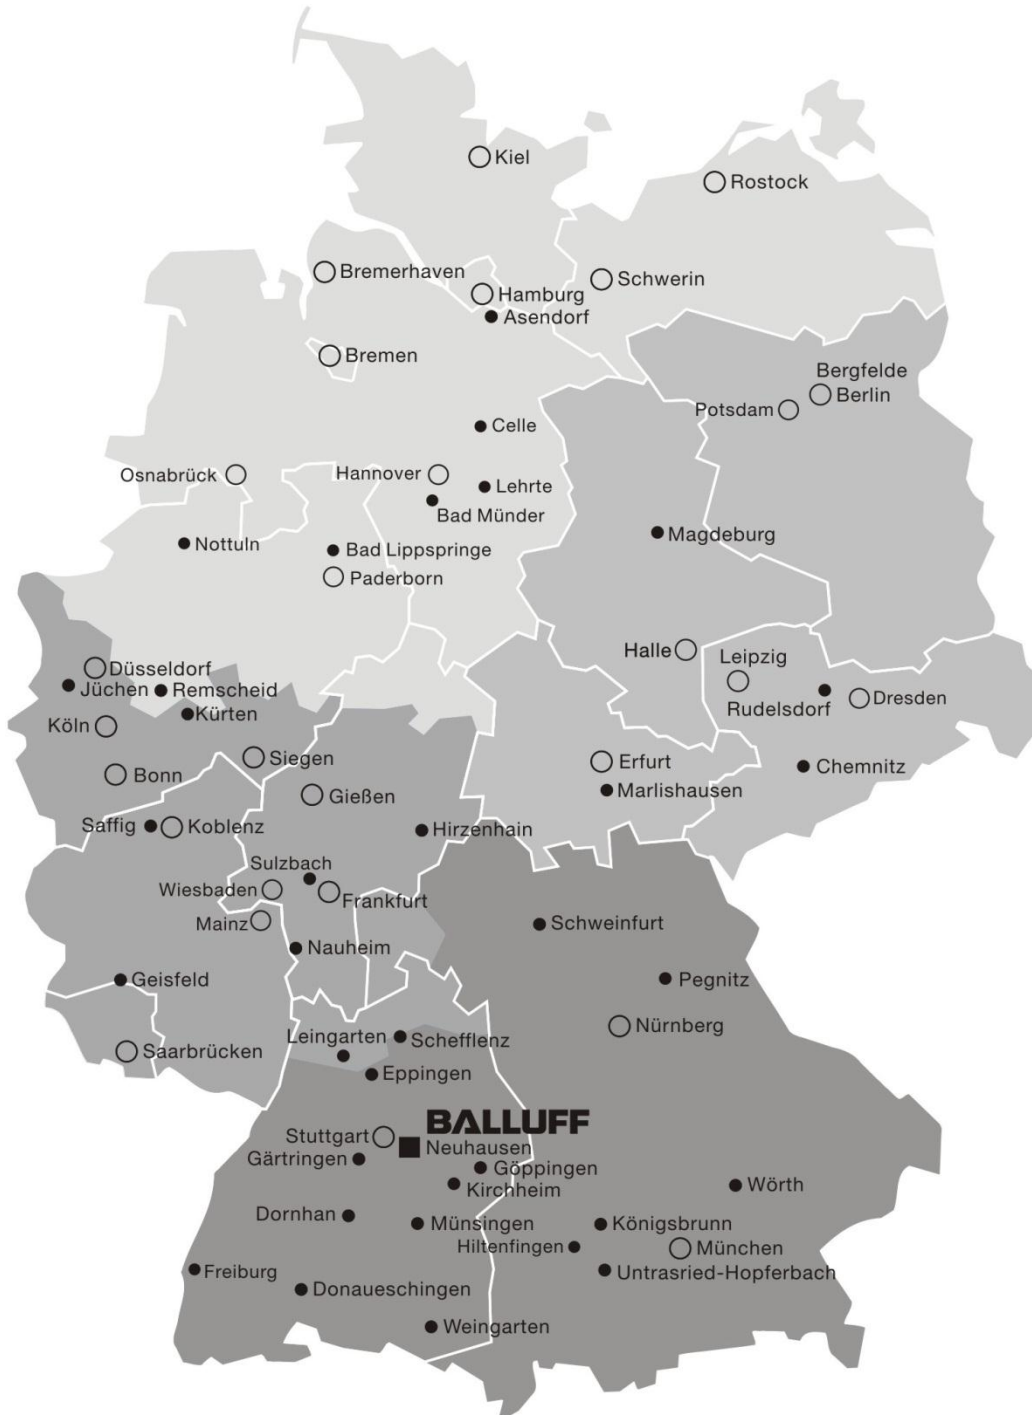 Kiel
Rostock
Bremerhaven
Schwerin
Hamburg
Asendorf
Bremen
Bergfelde
Berlin
Potsdam
Celle
Osnabrück
Hannover
Lehrte
Bad Münder
Magdeburg
Nottuln
Bad Lippspringe
Paderborn
Halle
Leipzig
Düsseldorf
Jüchen
Remscheid
Rudelsdorf
Dresden
Kürten
Köln
Siegen
Erfurt
Chemnitz
Bonn
Gießen
Marlishausen
Saffig
Koblenz
Hirzenhain
Sulzbach
Wiesbaden
Frankfurt
Mainz
Schweinfurt
Nauheim
Geisfeld
Pegnitz
Nürnberg
Leingarten
Schefflenz
Saarbrücken
Eppingen
BALLUFF
Stuttgart
Neuhausen
Gärtringen
Göppingen
Kirchheim
Wörth
Dornhan
Münsingen
Königsbrunn
Hiltenfingen
München
Freiburg
Untrasried-Hopferbach
Donaueschingen
Weingarten